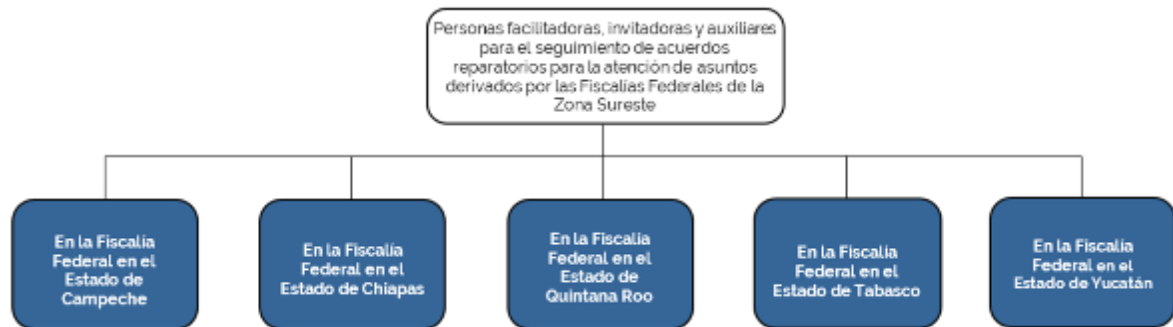 Personas facilitadoras, invitadoras y auxiliares
para el seguimiento de acuerdos
reparatorios para la atención de asuntos
derivados por las Fiscalías Federales de la
Zona Sureste
En la Fiscalía
Federal en el
Estado de
Campeche
En la Fiscalía
Federal en el
Estado de Chiapas
En la Fiscalía
Federal en el
Estado de
Quintana Roo
En la Fiscalía
Federal en el
Estado de Tabasco
En la Fiscalía
Federal en el
Estado de Yucatán